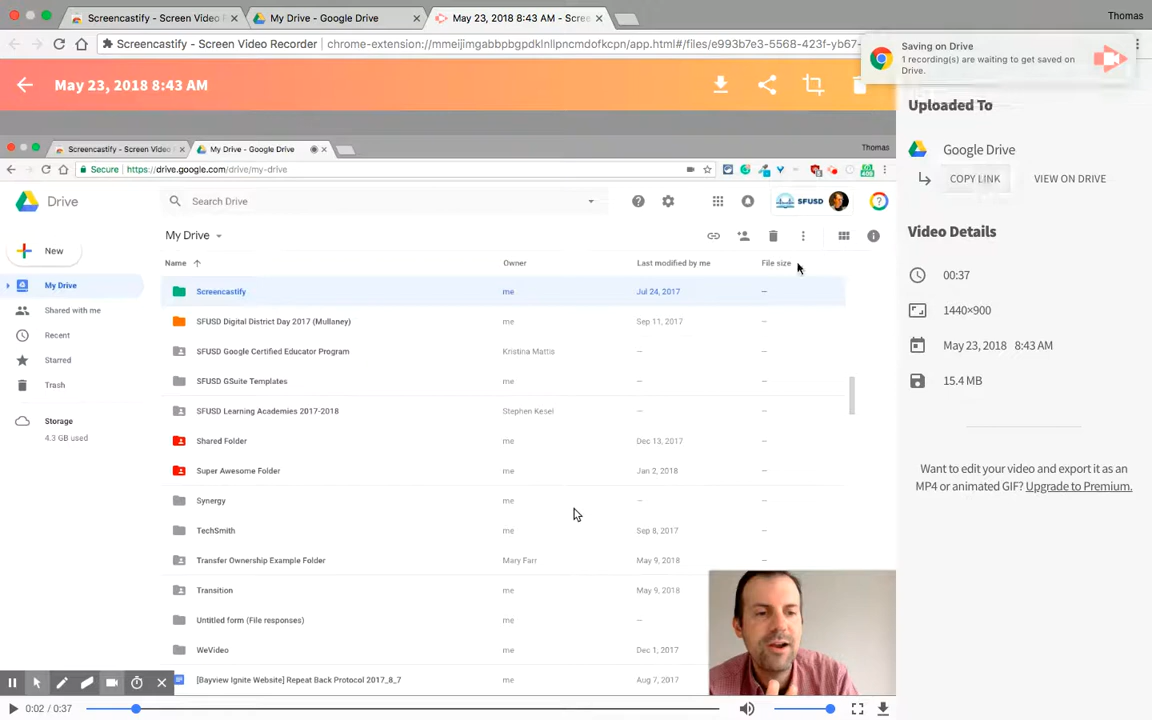 Screencastify - Screen Video R
My Drive - Google Drive
May 23, 2018 8:43 AM - Scree
Thomas
Screencastify - Screen Video Recorder
chrome-extension://mmeijimgabbpbgpdklnllpncmdofkcpn/app.html#/files/e993b7e3-5568-423f-yb67-
Saving on Drive
1 recording(s) are waiting to get saved on
Drive.
May 23, 2018 8:43 AM
Uploaded To
Google Drive
COPY LINK
VIEW ON DRIVE
Video Details
00:37
1440×900
May 23, 2018 8:43 AM
15.4 MB
Want to edit your video and export it as an
MP4 or animated GIF? Upgrade to Premium.
Screencastify - Screen Video
My Drive - Google Drive
Thomas
Secure https://drive.google.com/drive/my-drive
Drive
Search Drive
SFUSD
New
My Drive
My Drive
Shared with me
Recent
Starred
Trash
Storage
4.3 GB used
Name Owner Last modified by me File size
Screencastify me Jul 24, 2017 –
SFUSD Digital District Day 2017 (Mullaney) me Sep 11, 2017 –
SFUSD Google Certified Educator Program Kristina Mattis – –
SFUSD GSuite Templates me – –
SFUSD Learning Academies 2017-2018 Stephen Kesel – –
Shared Folder me Dec 13, 2017 –
Super Awesome Folder me Jan 2, 2018 –
Synergy me – –
TechSmith me Sep 8, 2017 –
Transfer Ownership Example Folder Mary Farr May 9, 2018 –
Transition me May 9, 2018
Untitled form (File responses) me –
WeVideo me Dec 1, 2017
[Bayview Ignite Website] Repeat Back Protocol 2017_8_7 me Aug 7, 2017
0:02 / 0:37